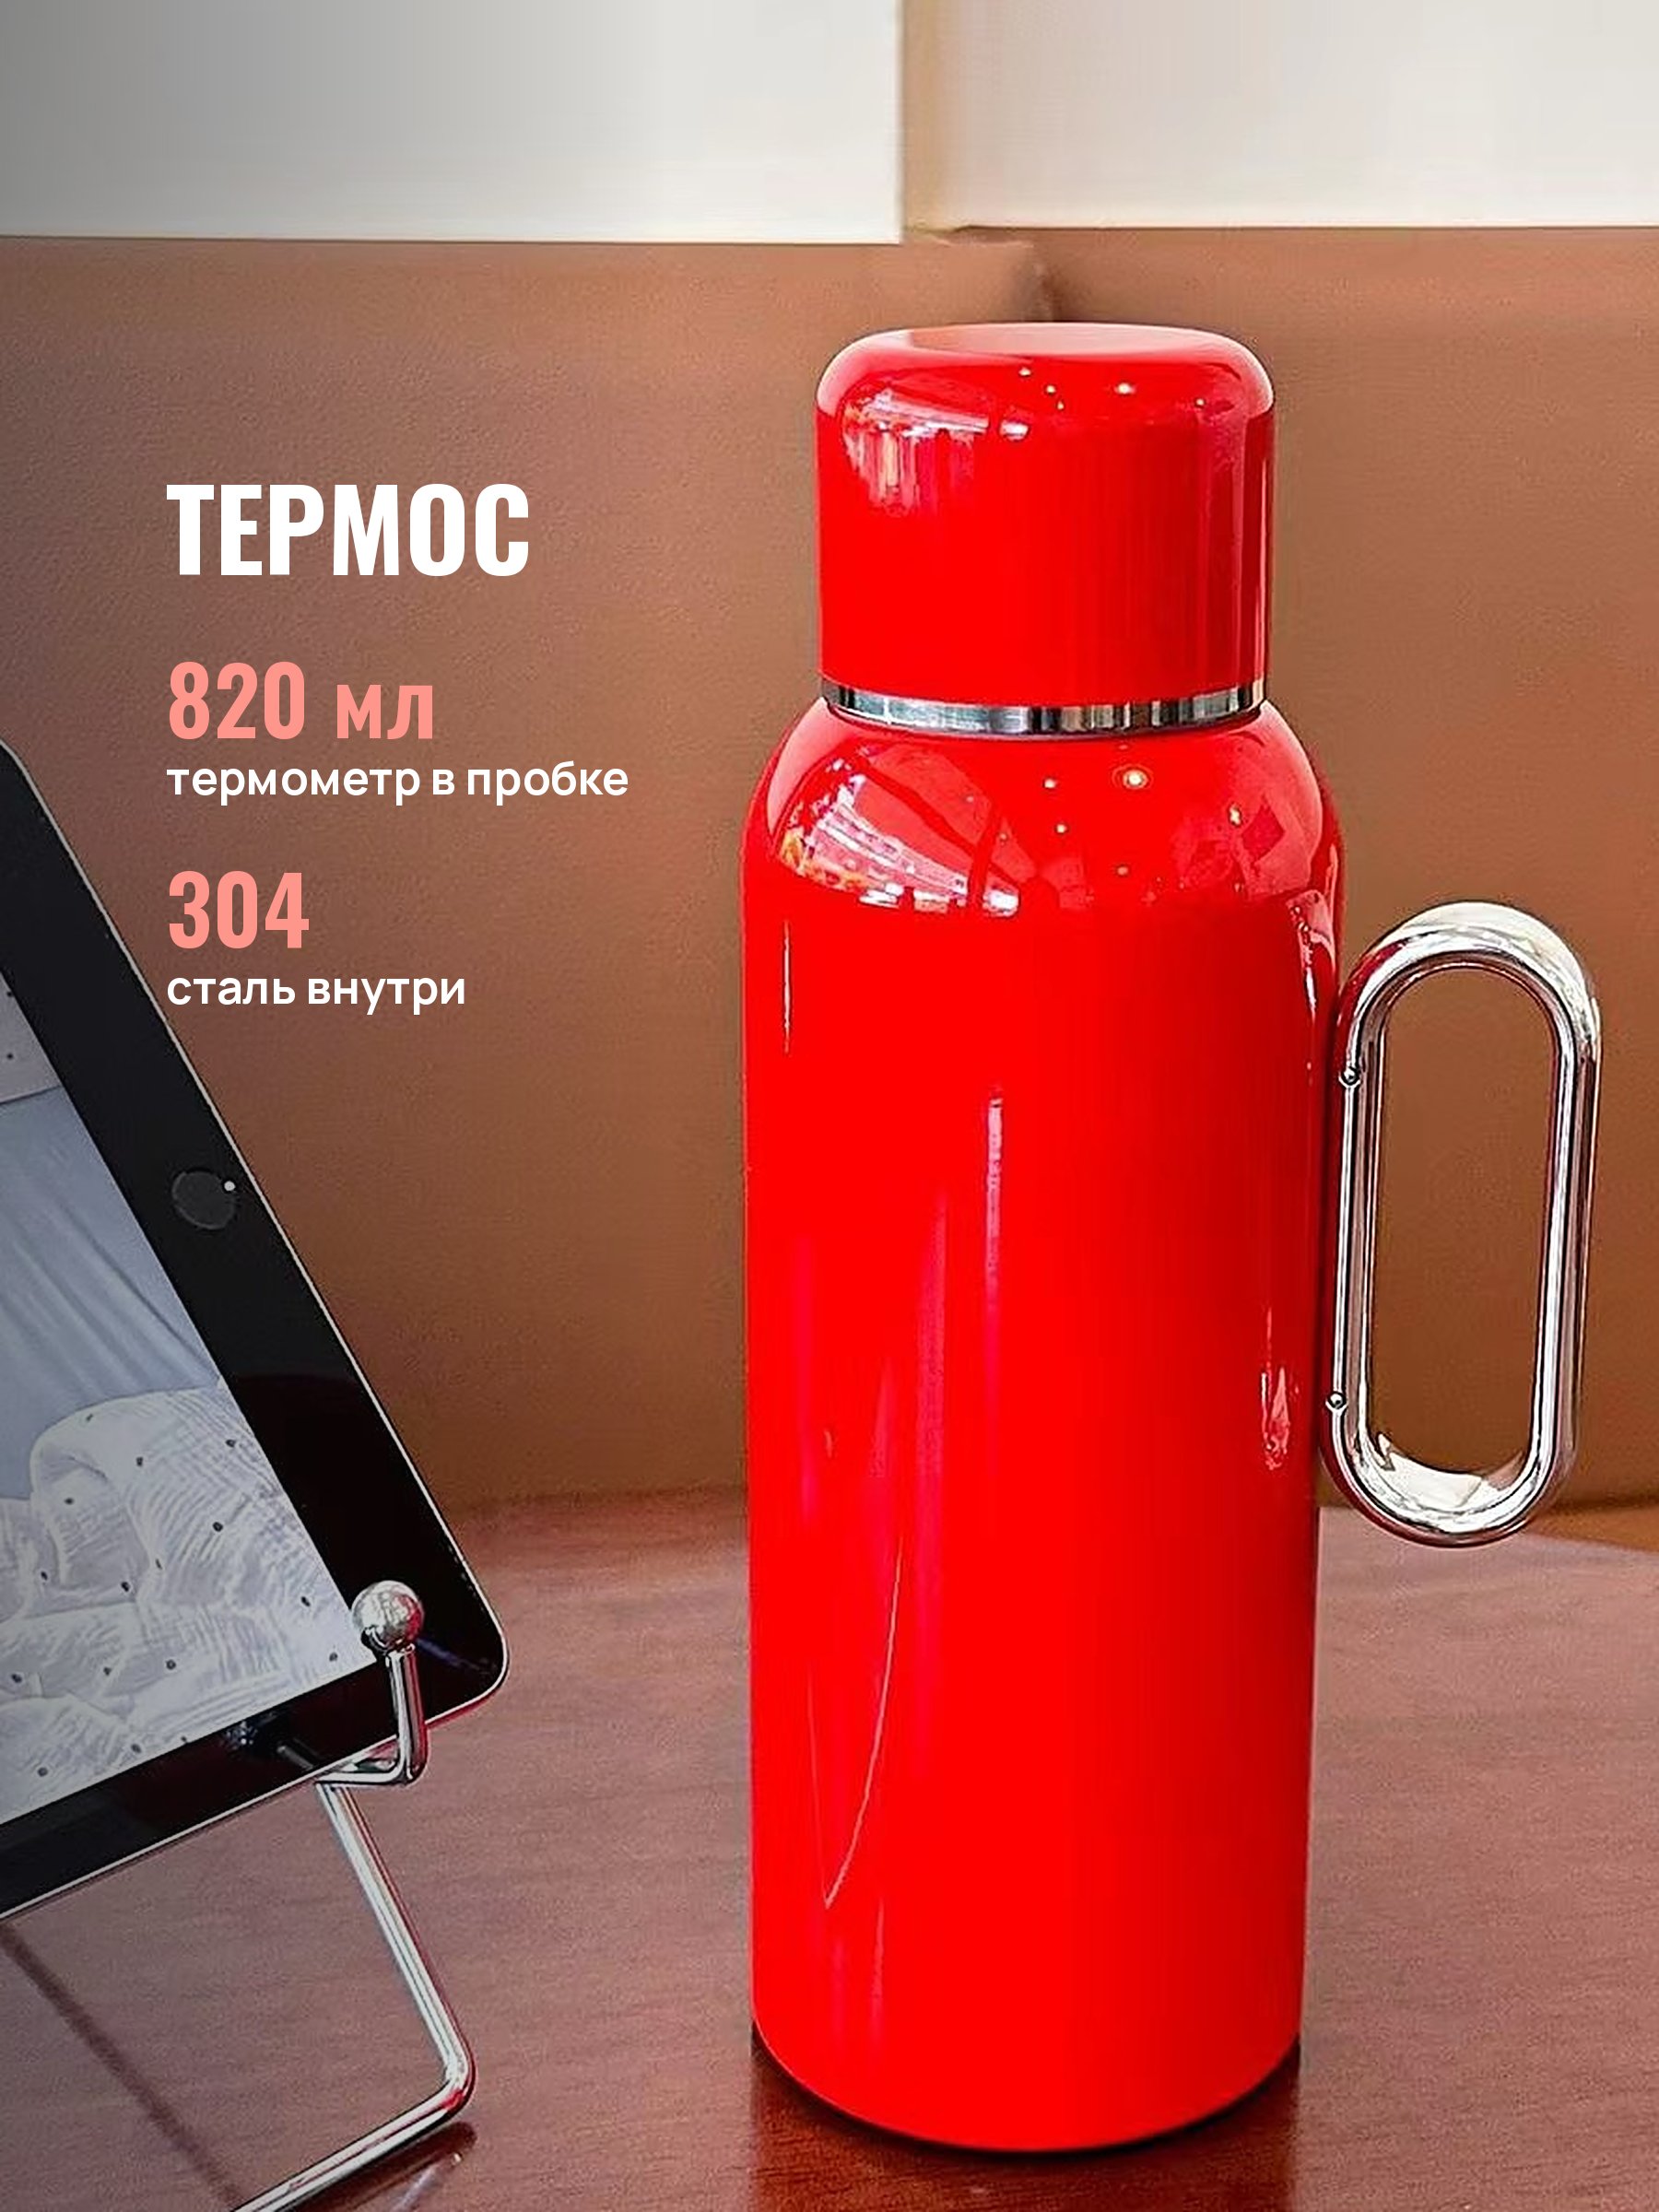 ТЕРМОС
820 мл
термометр в пробке
304
сталь внутри